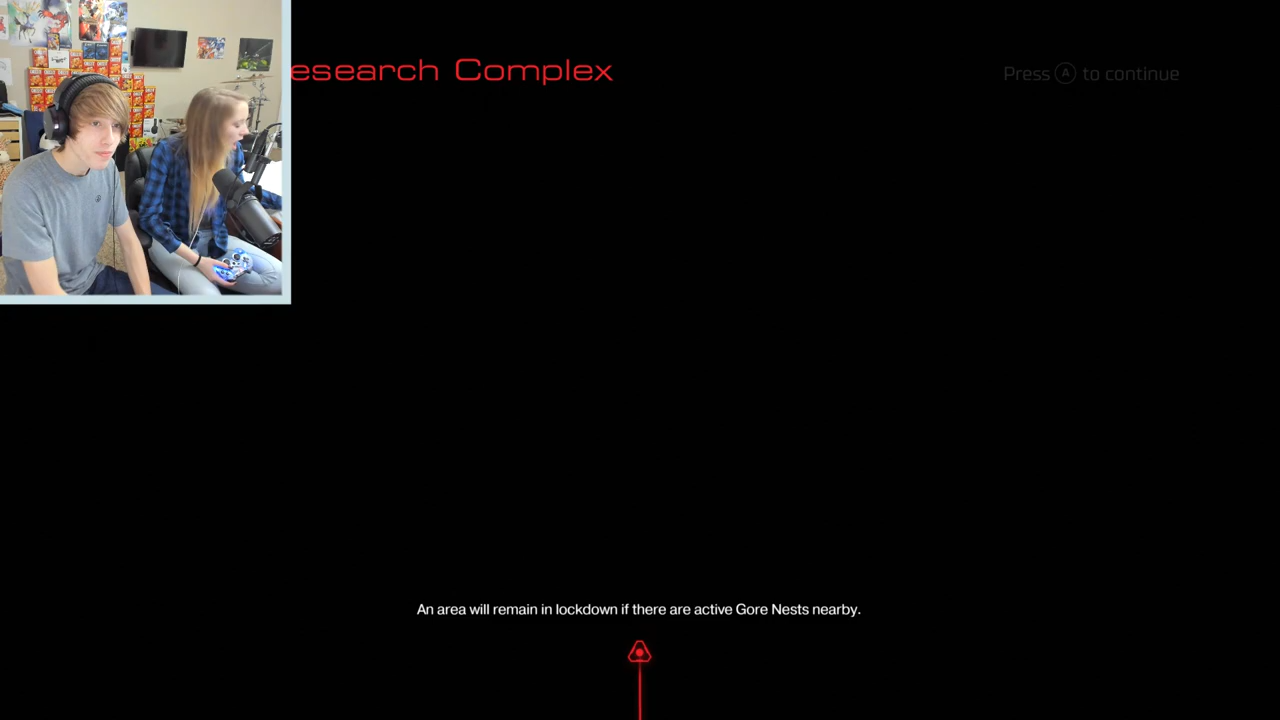 esearch Complex
Press A to continue
An area will remain in lockdown if there are active Gore Nests nearby.